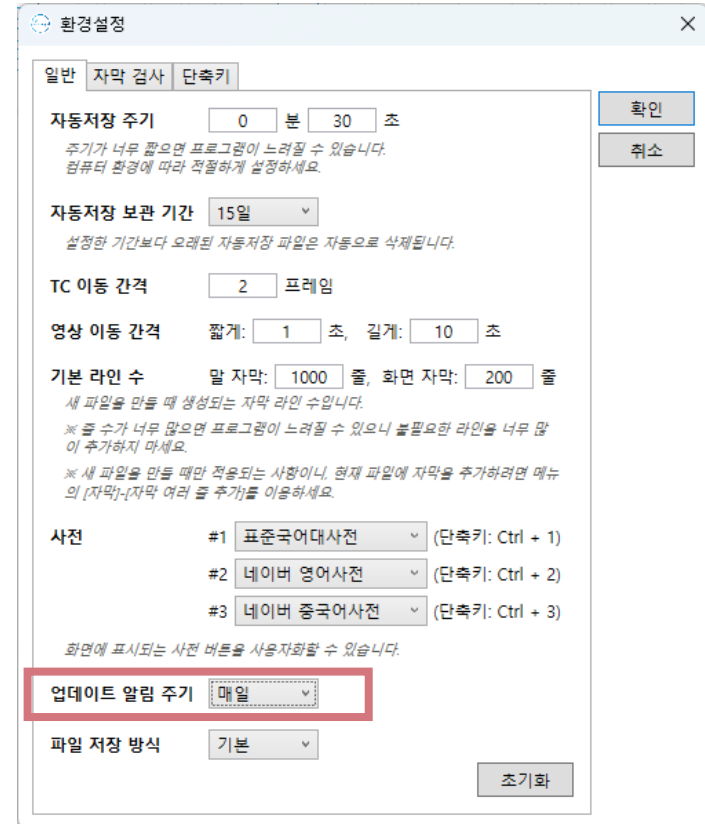 환경설정
일반 자막 검사 단축키
확인
취소
자동저장 주기 0 분 30 초
주기가 너무 짧으면 프로그램이 느려질 수 있습니다.
컴퓨터 환경에 따라 적절하게 설정하세요.
자동저장 보관 기간 15일
설정한 기간보다 오래된 자동저장 파일은 자동으로 삭제됩니다.
TC 이동 간격 2 프레임
영상 이동 간격 짧게: 1 초, 길게: 10 초
기본 라인 수 말 자막: 1000 줄, 화면 자막: 200 줄
새 파일을 만들 때 생성되는 자막 라인 수입니다.
※ 줄 수가 너무 많으면 프로그램이 느려질 수 있으니 불필요한 라인을 너무 많
이 추가하지 마세요.
※ 새 파일을 만들 때만 적용되는 사항이니, 현재 파일에 자막을 추가하려면 메뉴
의 [자막]-[자막 여러 줄 추가]를 이용하세요.
사전 #1 표준국어대사전 (단축키: Ctrl + 1)
#2 네이버 영어사전 (단축키: Ctrl + 2)
#3 네이버 중국어사전 (단축키: Ctrl + 3)
화면에 표시되는 사전 버튼을 사용자화할 수 있습니다.
업데이트 알림 주기 매일
파일 저장 방식 기본
초기화